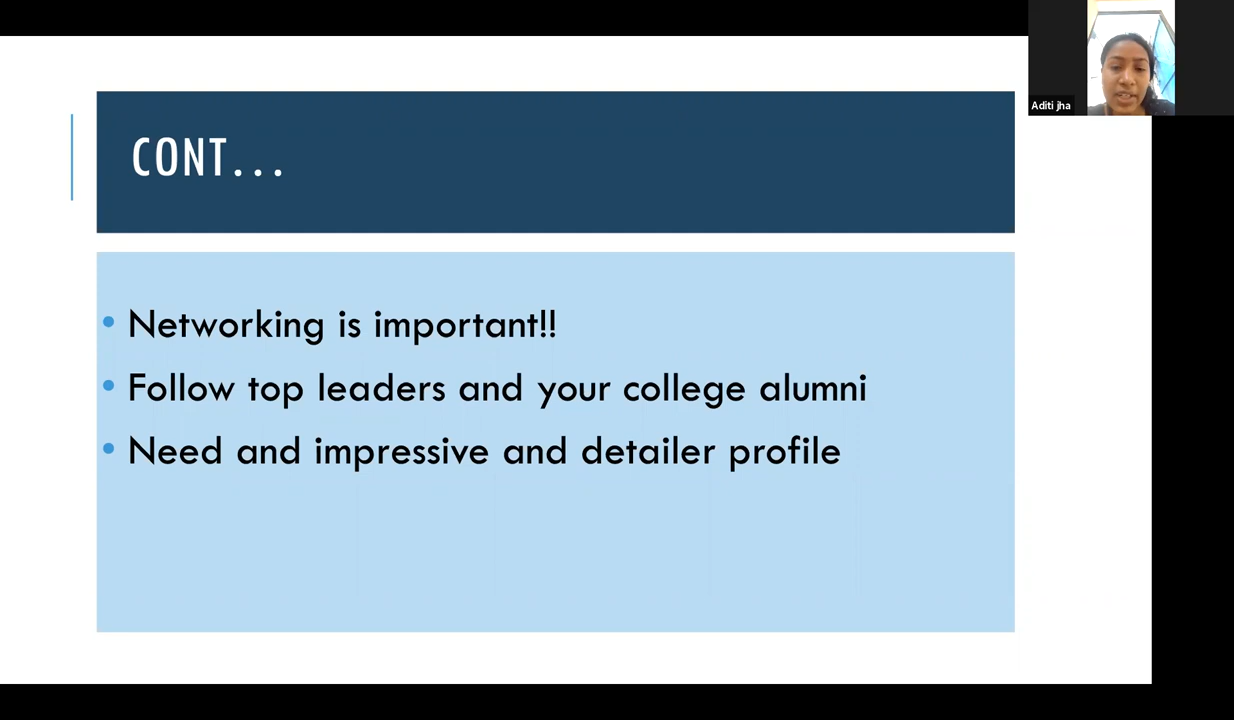 Aditi jha
CONT...
• Networking is important!!
• Follow top leaders and your college alumni
• Need and impressive and detailer profile